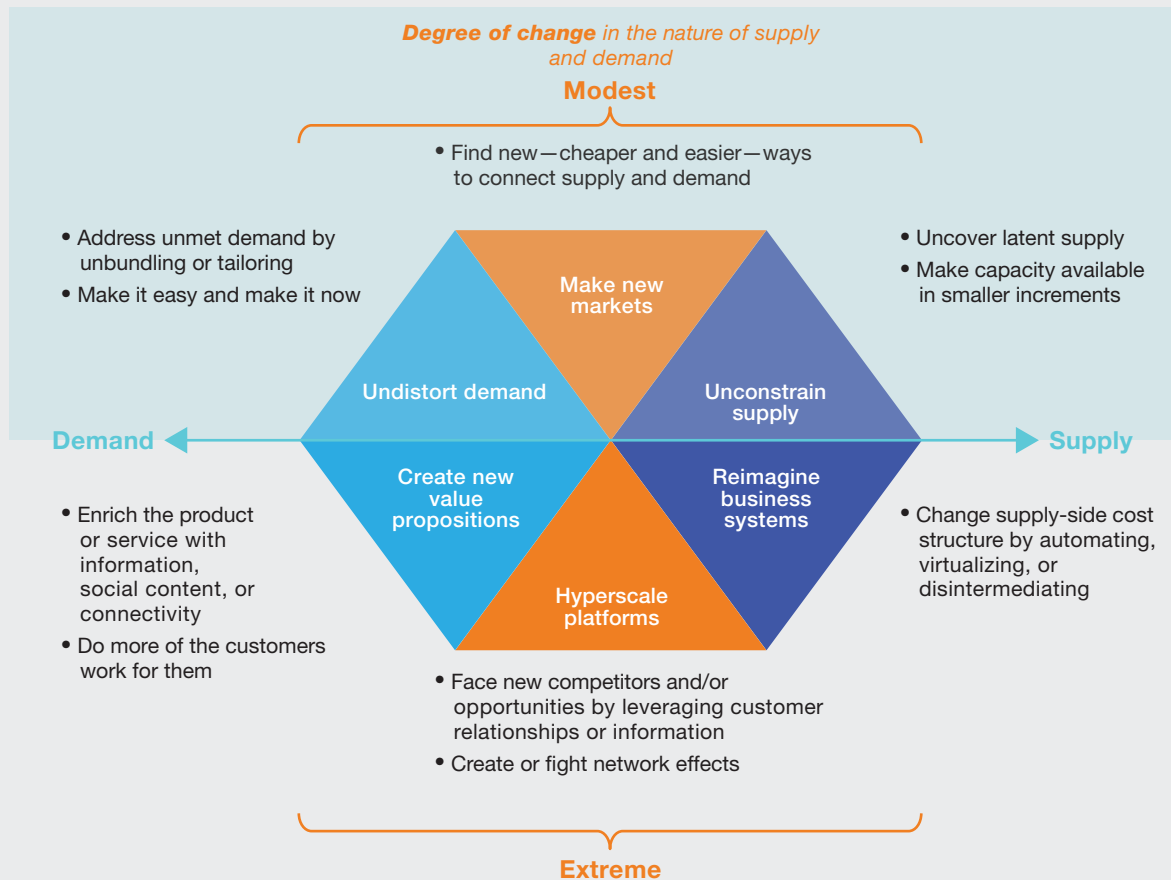 Degree of change in the nature of supply
and demand
Modest
• Find new—cheaper and easier—ways
to connect supply and demand
• Address unmet demand by
unbundling or tailoring
• Make it easy and make it now
• Uncover latent supply
• Make capacity available
in smaller increments
Make new
markets
Undistort demand
Unconstrain
supply
Demand
Supply
Create new
value
propositions
Reimagine
business
systems
Hyperscale
platforms
• Enrich the product
or service with
information,
social content, or
connectivity
• Do more of the customers
work for them
• Change supply-side cost
structure by automating,
virtualizing, or
disintermediating
• Face new competitors and/or
opportunities by leveraging customer
relationships or information
• Create or fight network effects
Extreme